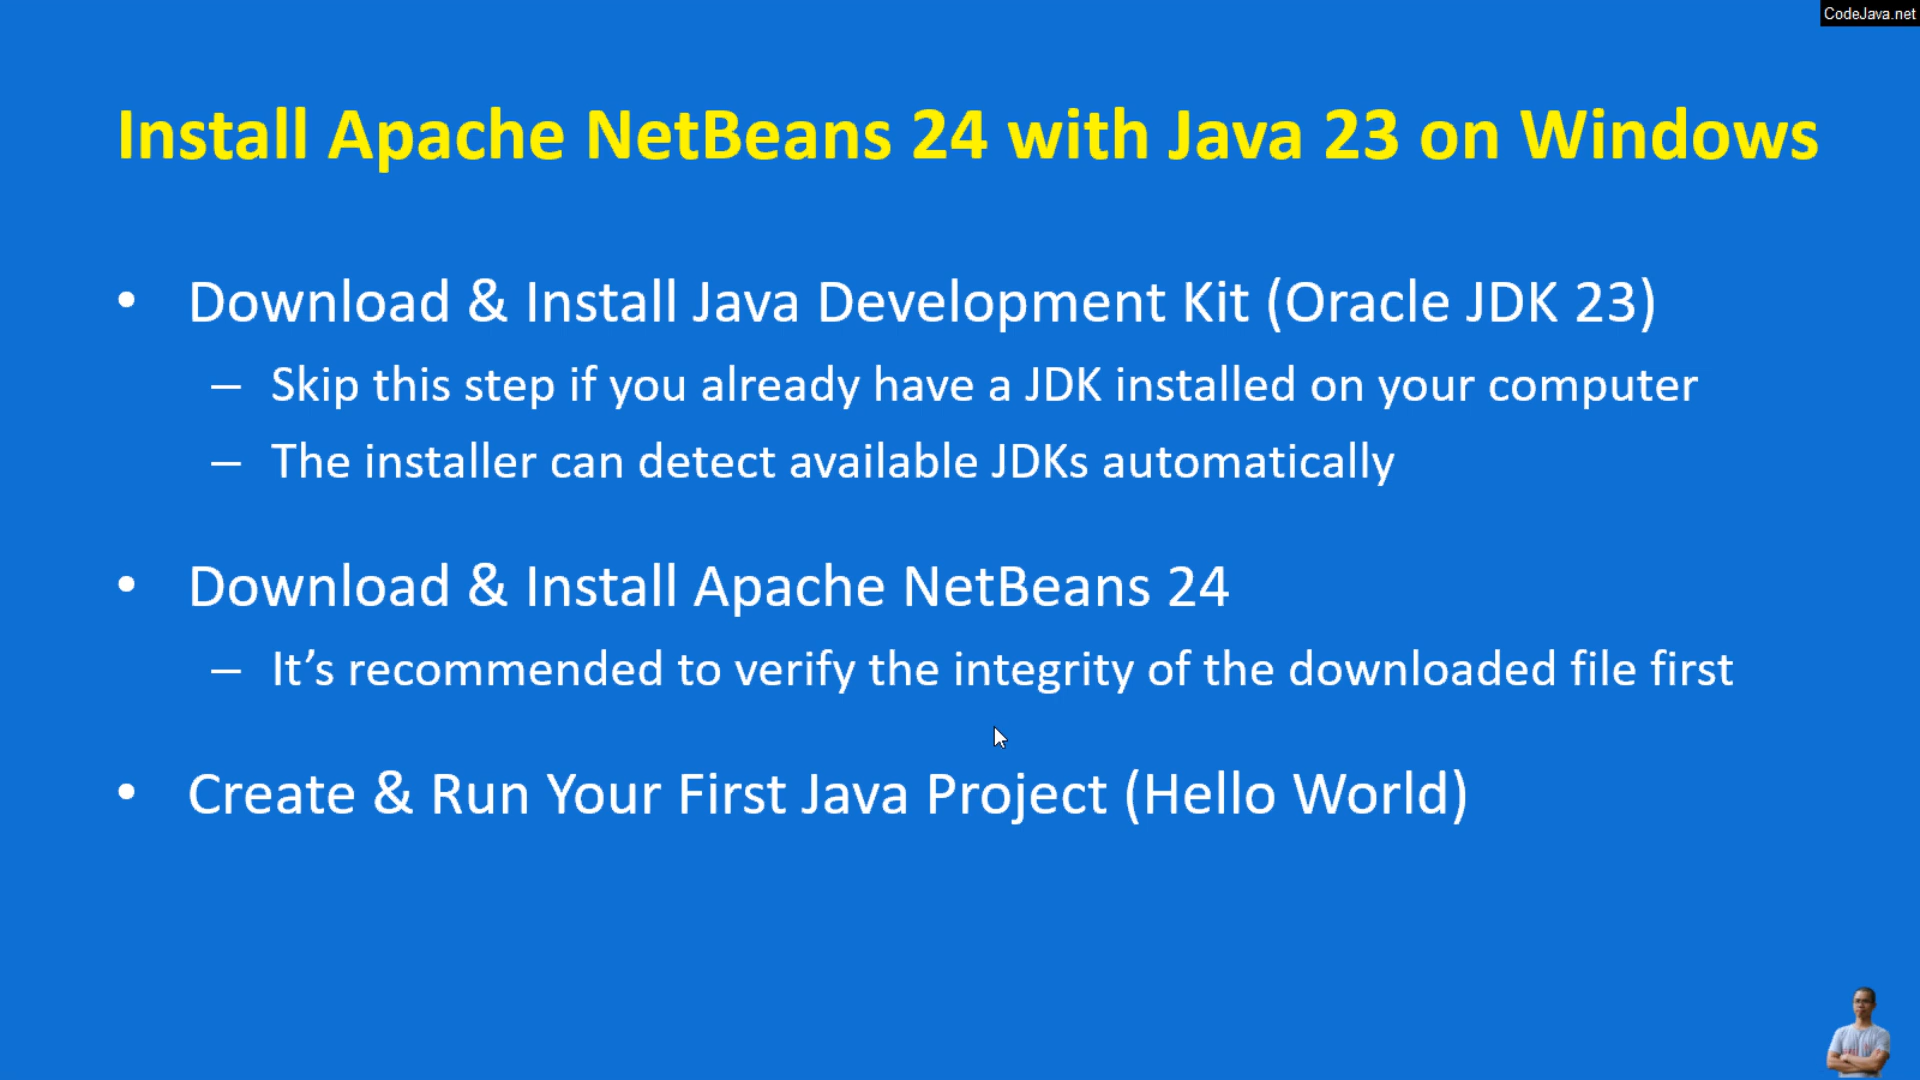 CodeJava.net
Install Apache NetBeans 24 with Java 23 on Windows
• Download & Install Java Development Kit (Oracle JDK 23)
– Skip this step if you already have a JDK installed on your computer
– The installer can detect available JDKs automatically
• Download & Install Apache NetBeans 24
– It’s recommended to verify the integrity of the downloaded file first
• Create & Run Your First Java Project (Hello World)